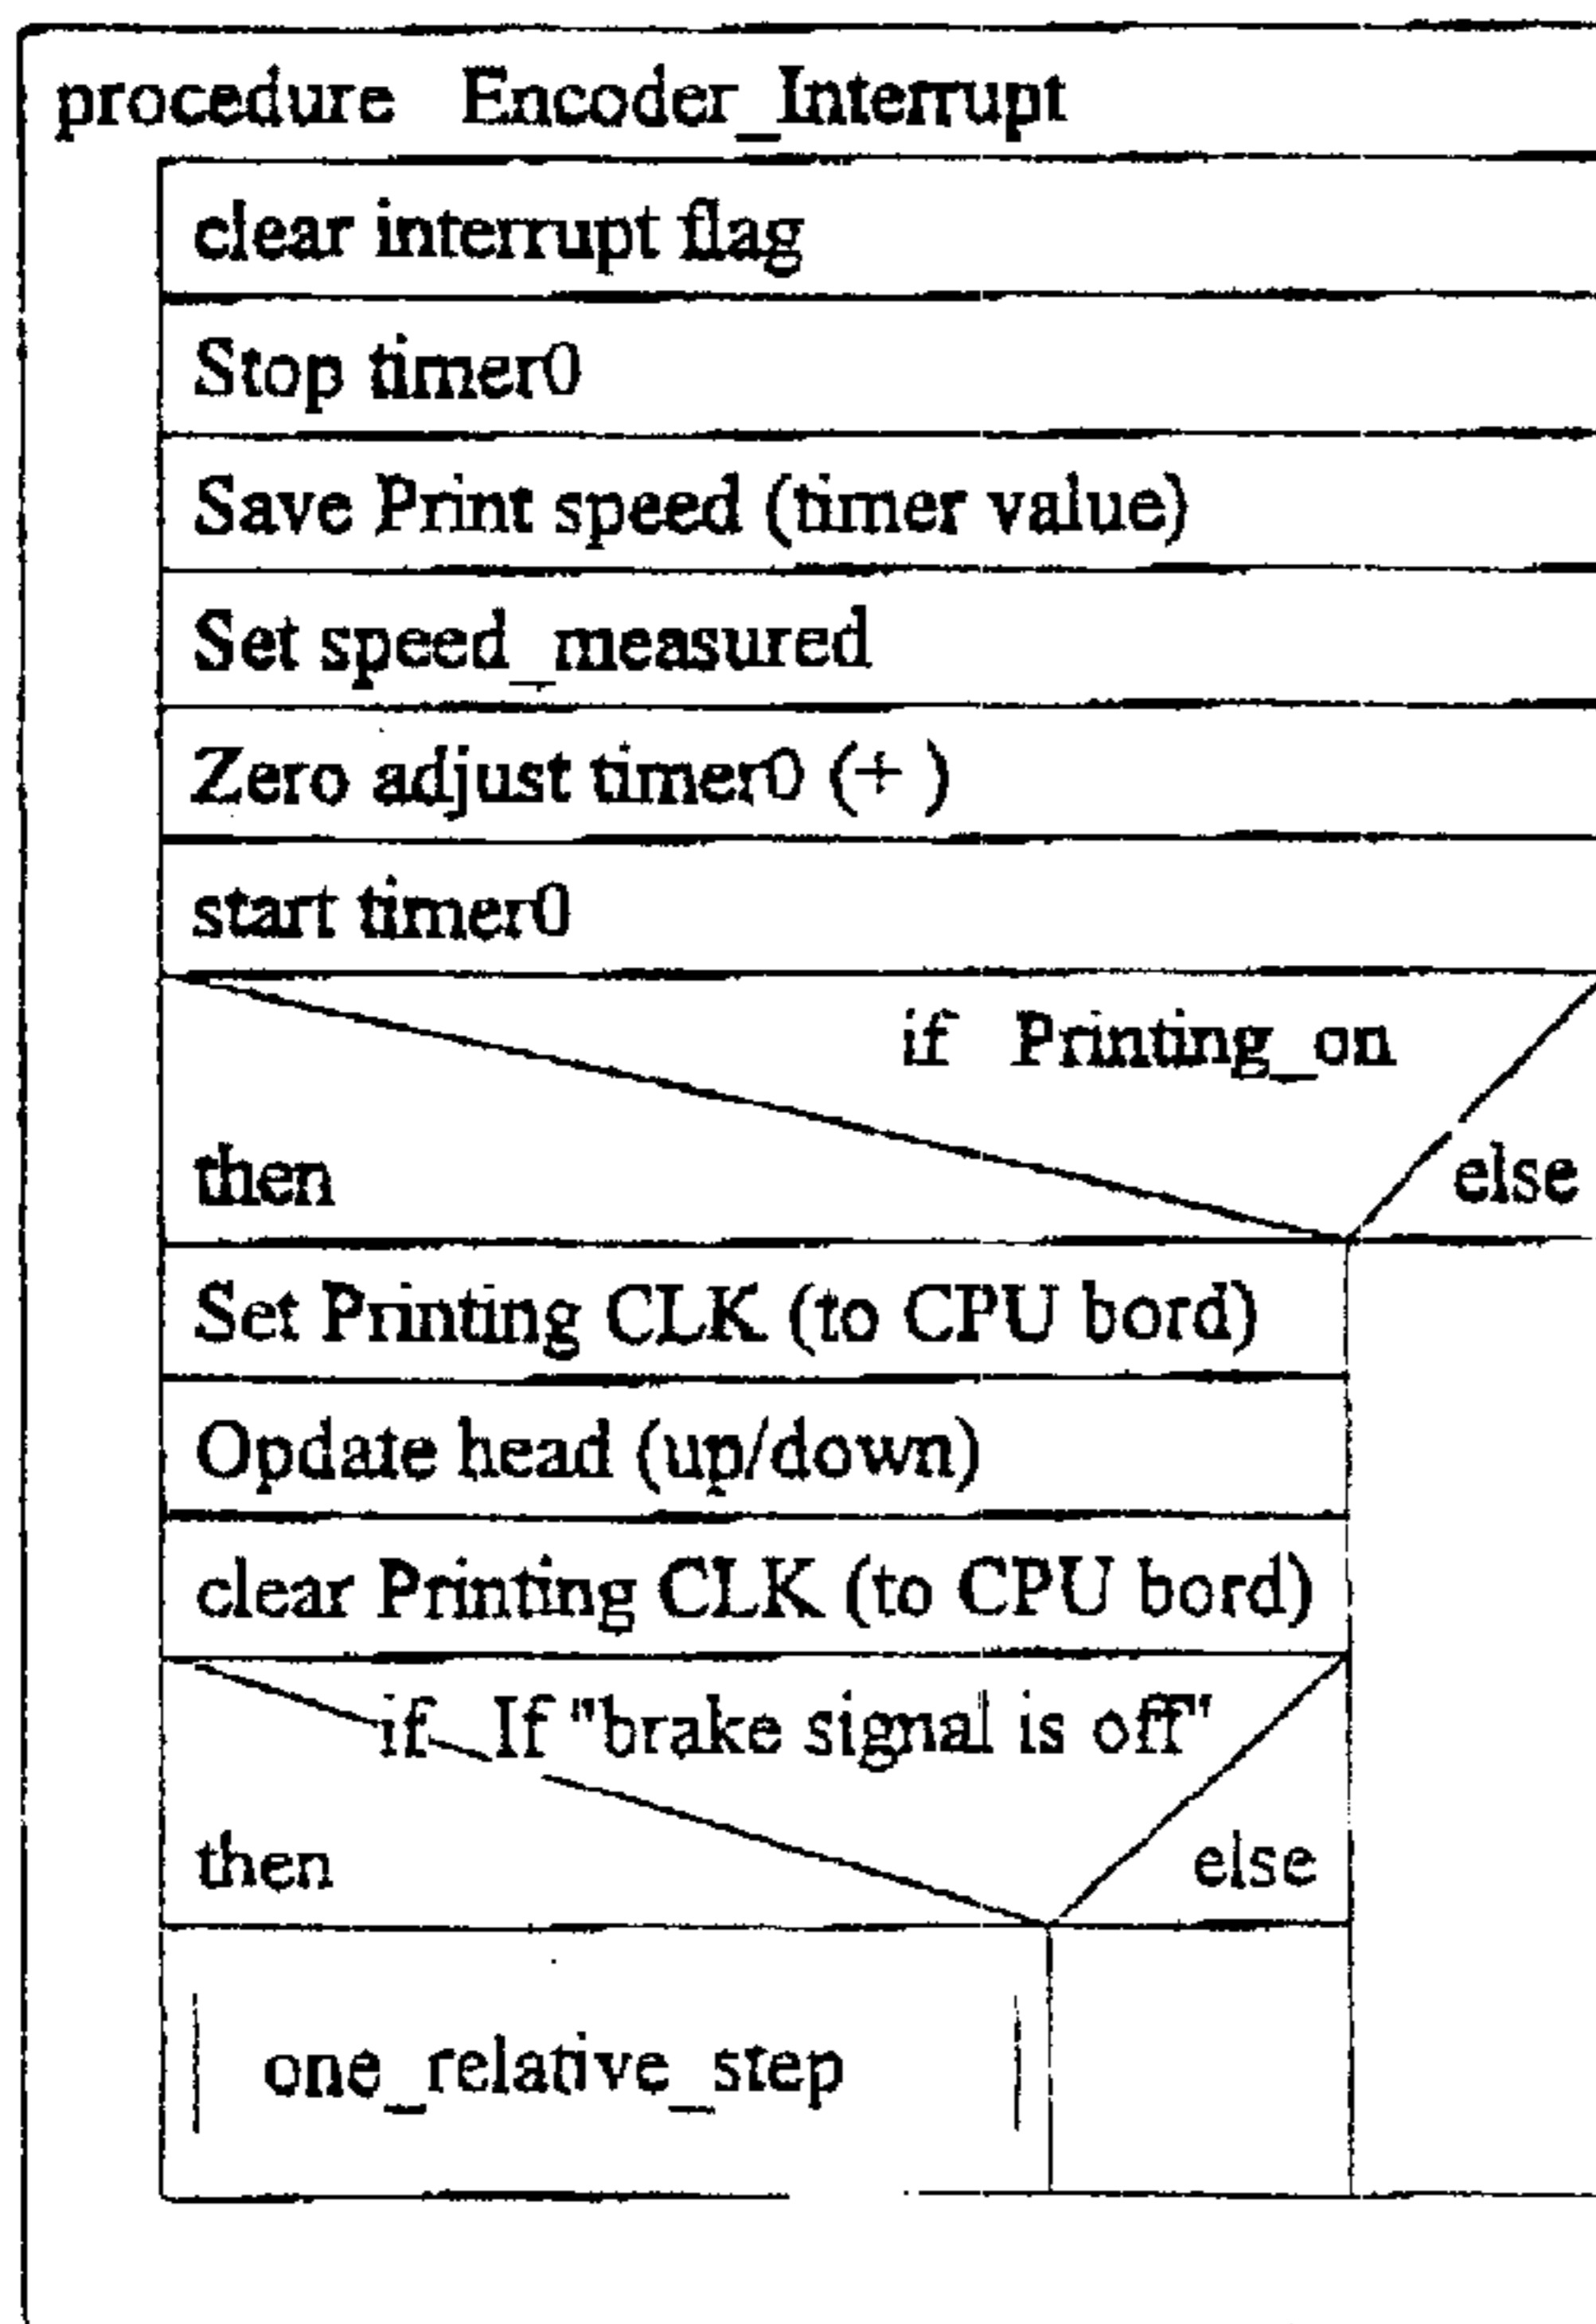 procedure Encoder_Interrupt
clear interrupt flag
Stop timer0
Save Print speed (timer value)
Set speed_measured
Zero adjust timer0 (+ )
start timer0
if Printing_on
then else
Set Printing CLK (to CPU bord)
Opdate head (up/down)
clear Printing CLK (to CPU bord)
if If "brake signal is off"
then else
one_relative_step